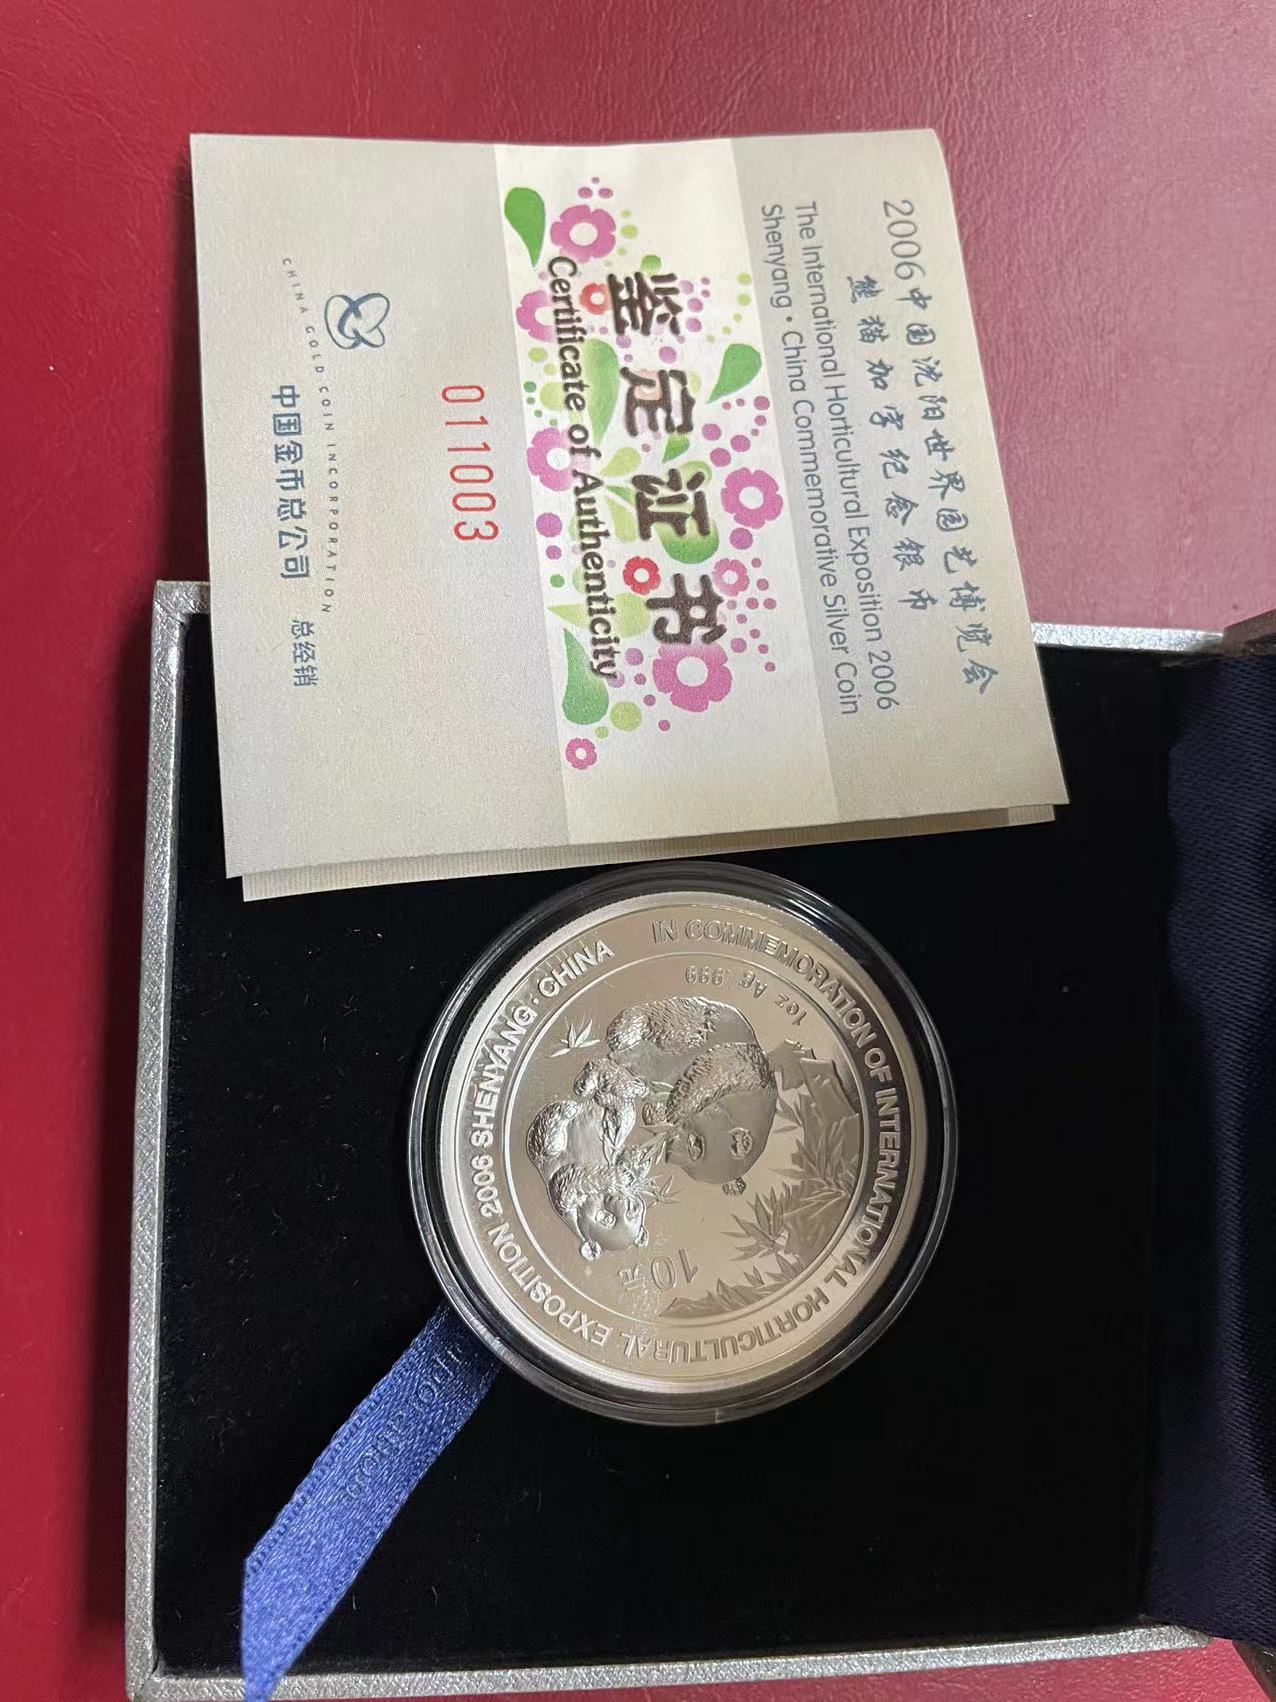 2006中国沈阳世界园艺博览会
熊猫加字纪念银币
The International Horticultural Exposition 2006
Shenyang·China Commemorative Silver Coin
鉴定证书
Certificate of Authenticity
011003
CHINA GOLD COIN INCORPORATION
中国金币总公司 总经销
IN COMMEMORATION OF INTERNATIONAL HORTICULTURAL EXPOSITION 2006 SHENYANG·CHINA
1oz Ag .999
10元